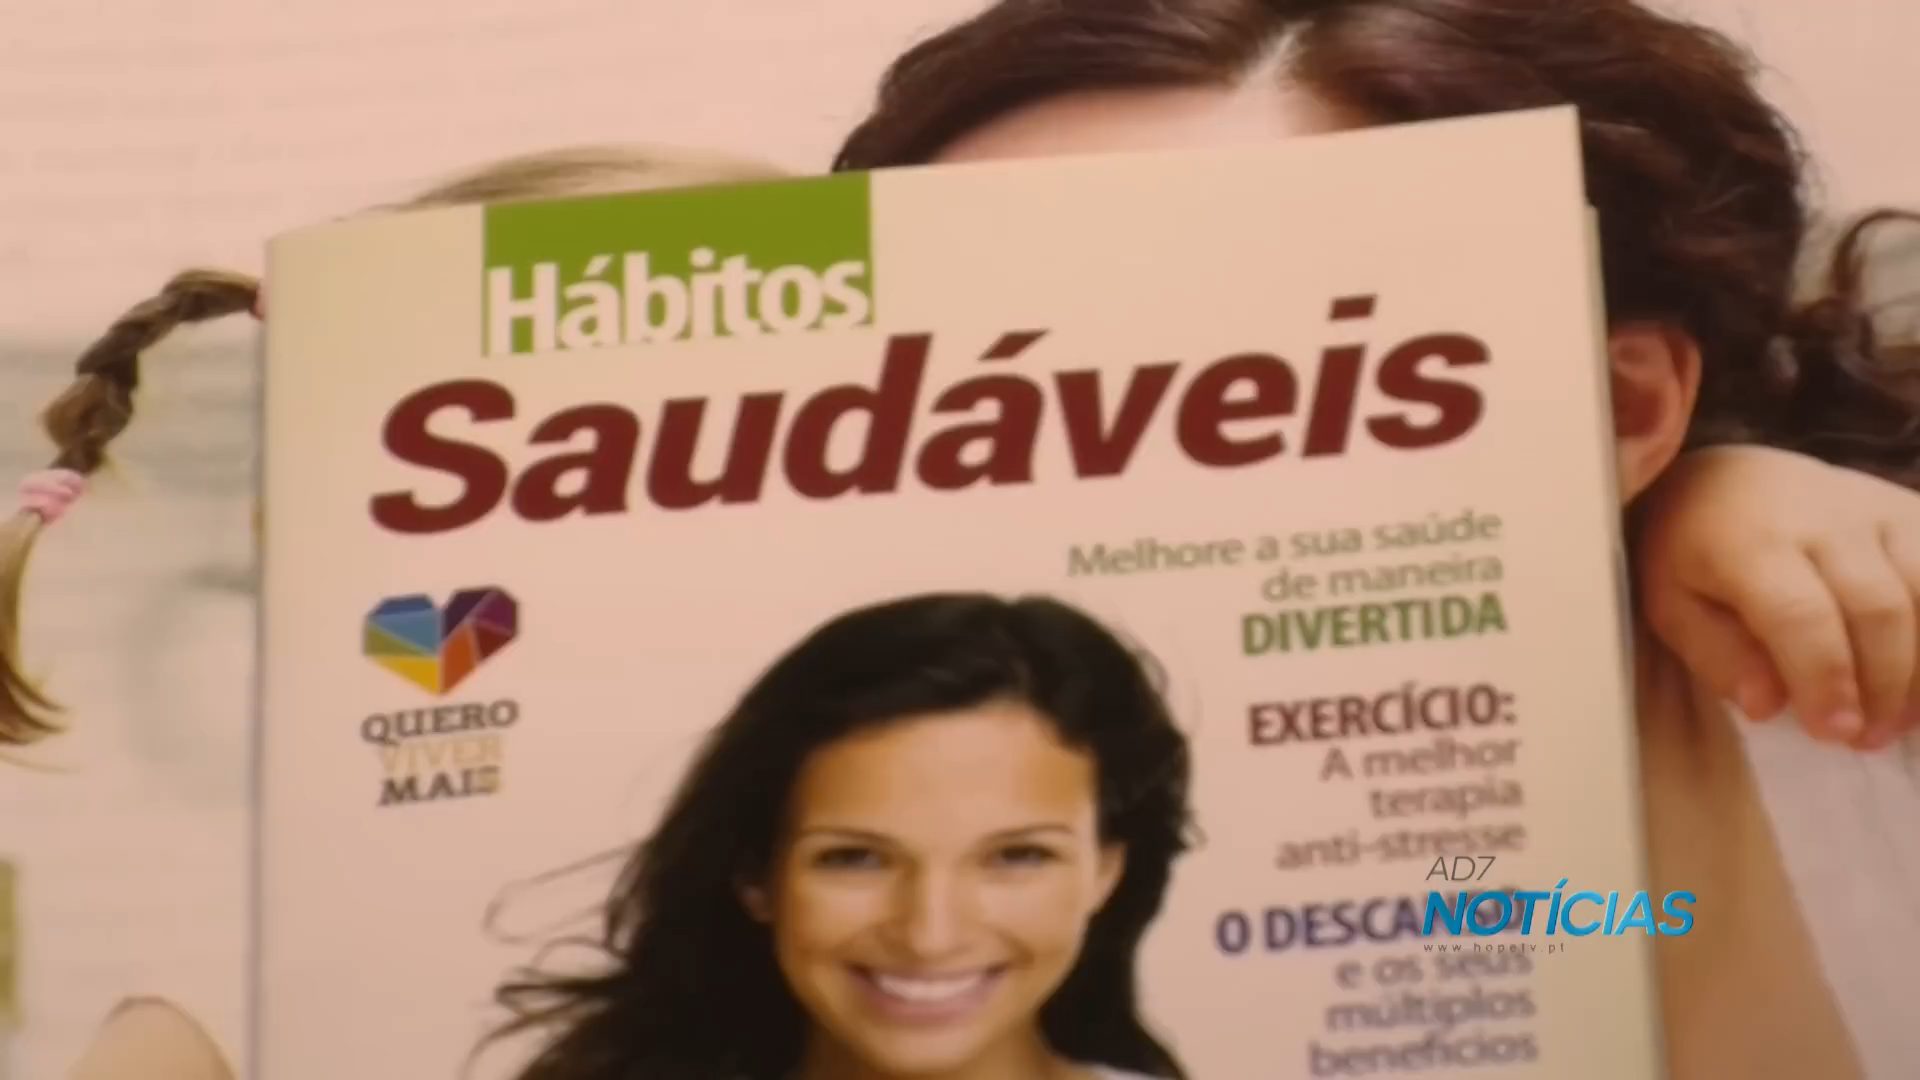 Hábitos
Saudáveis
Melhore a sua saúde
de maneira
DIVERTIDA
QUERO
VIVER
MAIS
EXERCÍCIO:
A melhor
terapia
anti-stresse
O DESCANSO
e os seus
múltiplos
benefícios
AD7
NOTÍCIAS
www.hopetv.pt